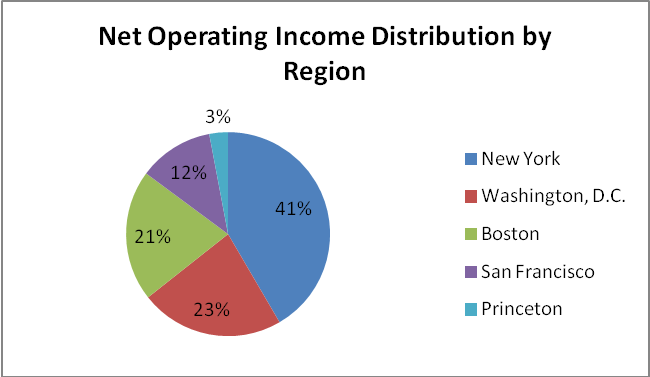 Net Operating Income Distribution by
Region
3%
12%
41%
21%
23%
New York
Washington, D.C.
Boston
San Francisco
Princeton